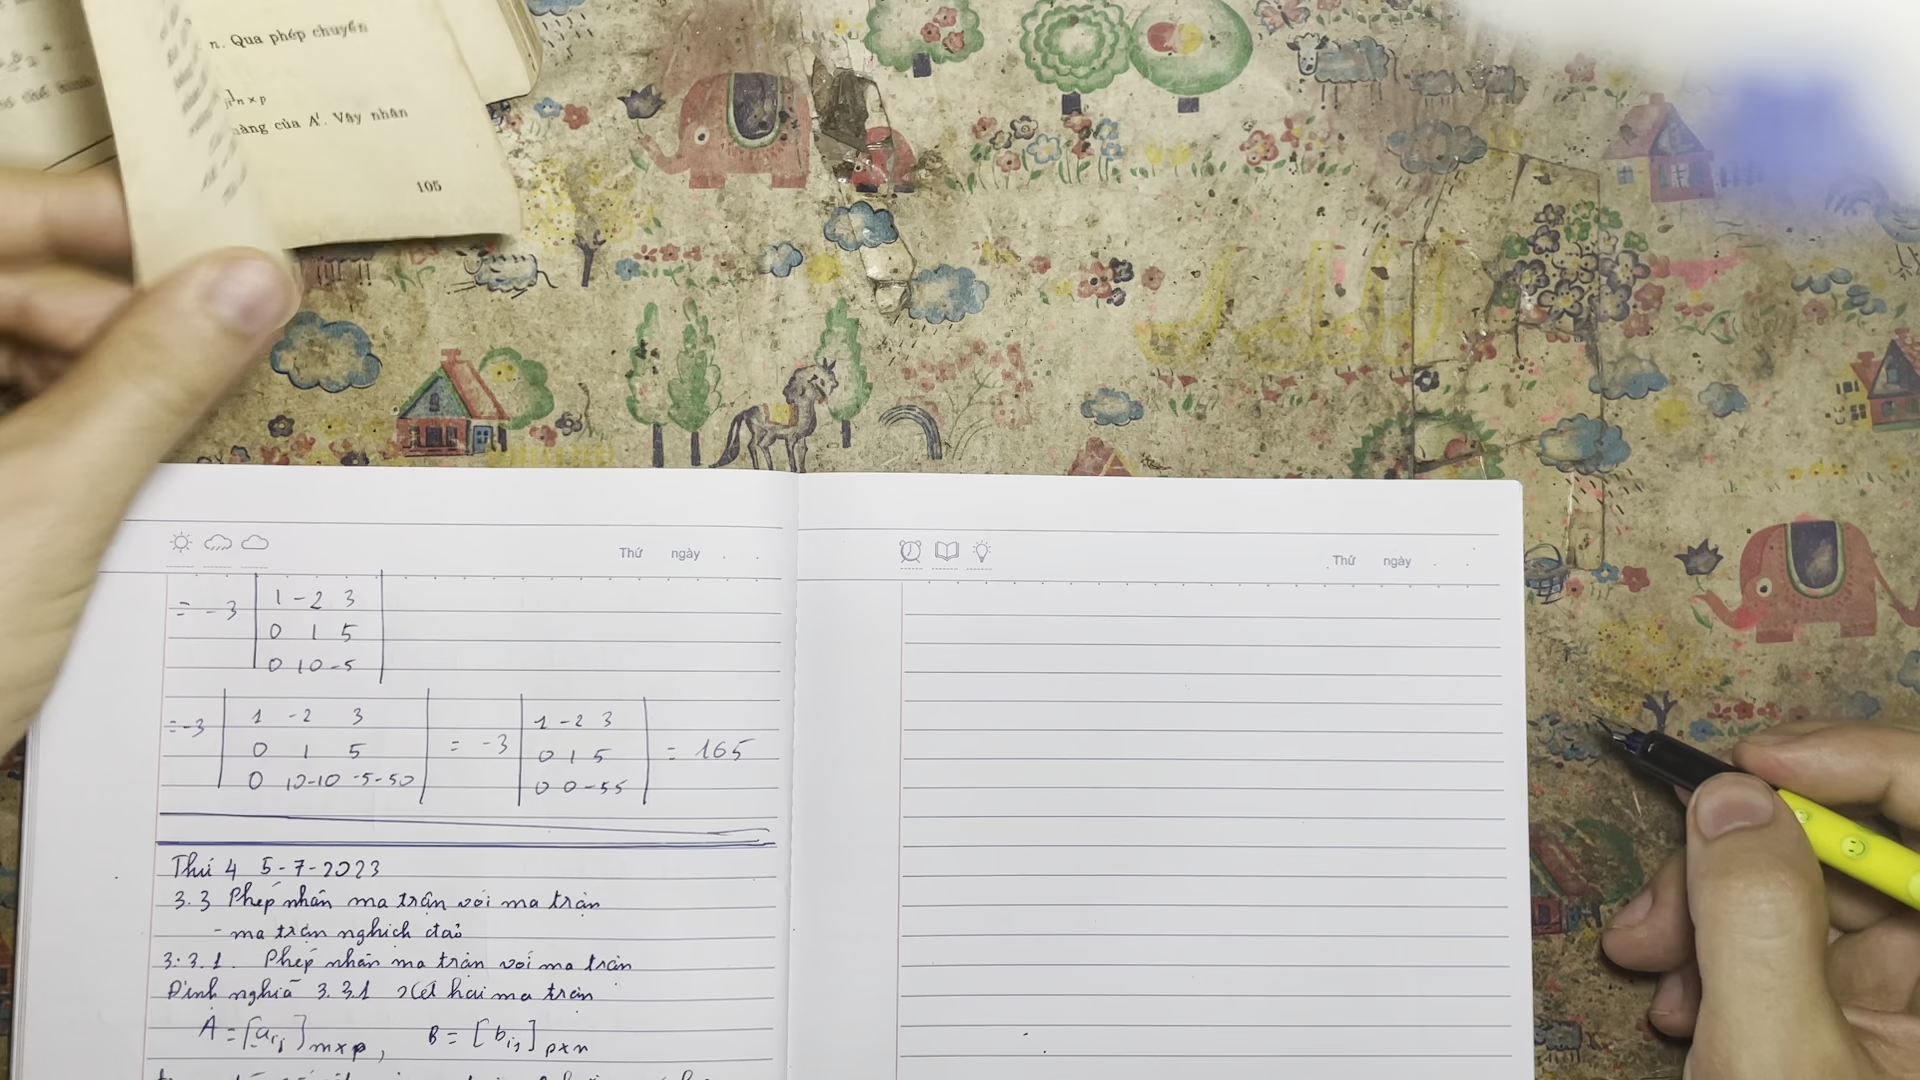 n. Qua phép chuyển
n × p
hàng của A'. Vậy nhân
105
Thứ ngày
= -3 | 1 -2 3 |
0 1 5
0 10 -5
= -3 | 1 -2 3 | = -3 | 1 -2 3 | = 165
0 1 5 0 1 5
0 10-10 -5-50 0 0 -55
Thứ 4 5-7-2023
3.3 Phép nhân ma trận với ma trận
- ma trận nghịch đảo
3.3.1. Phép nhân ma trận với ma trận
Định nghĩa 3.3.1 Xét hai ma trận
A = [aij]m×p, B = [bij]p×n
Thứ ngày